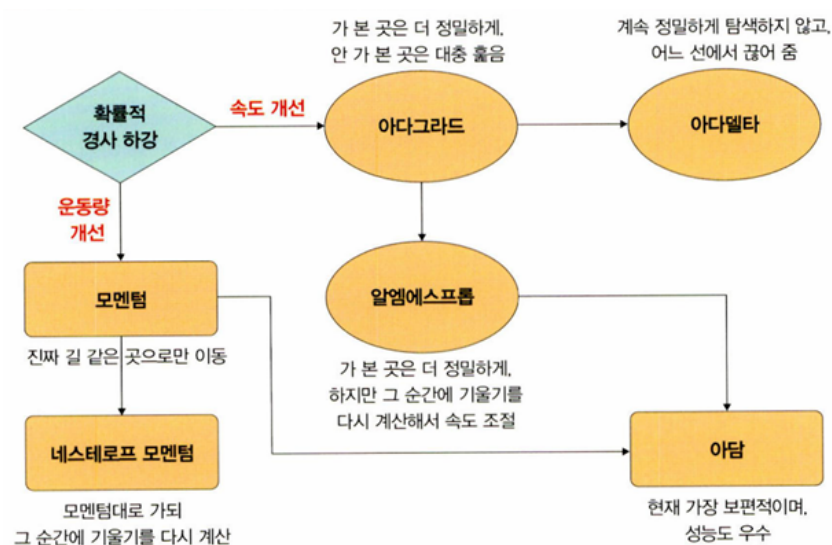 가 본 곳은 더 정밀하게,
안 가 본 곳은 대충 훑음
계속 정밀하게 탐색하지 않고,
어느 선에서 끊어 줌
확률적
경사 하강
속도 개선
아다그라드
아다델타
운동량
개선
모멘텀
진짜 길 같은 곳으로만 이동
알엠에스프롭
가 본 곳은 더 정밀하게,
하지만 그 순간에 기울기를
다시 계산해서 속도 조절
네스테로프 모멘텀
모멘텀대로 가되
그 순간에 기울기를 다시 계산
아담
현재 가장 보편적이며,
성능도 우수